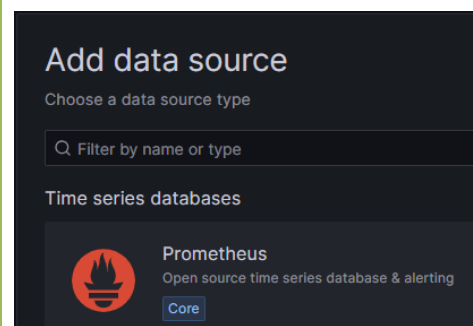 Add data source
Choose a data source type
Filter by name or type
Time series databases
Prometheus
Open source time series database & alerting
Core